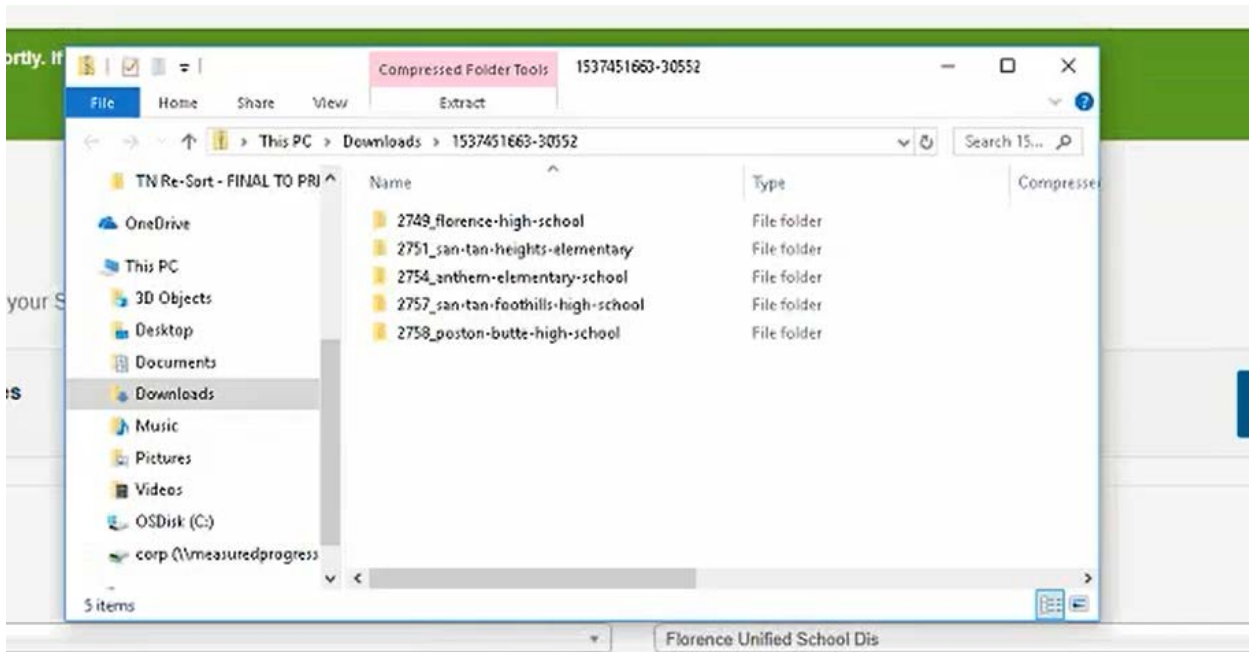 ortly. If
Compressed Folder Tools 1537451663-30552
File Home Share View Extract
This PC > Downloads > 1537451663-30552
Search 15...
TN Re-Sort - FINAL TO PRI
Name Type Compresse
OneDrive
This PC
3D Objects
Desktop
Documents
Downloads
Music
Pictures
Videos
OSDisk (C:)
corp (\\measuredprogress
2749_florence-high-school File folder
2751_san-tan-heights-elementary File folder
2754_anthem-elementary-school File folder
2757_san-tan-foothills-high-school File folder
2758_poston-butte-high-school File folder
your S
es
5 items
Florence Unified School Dis